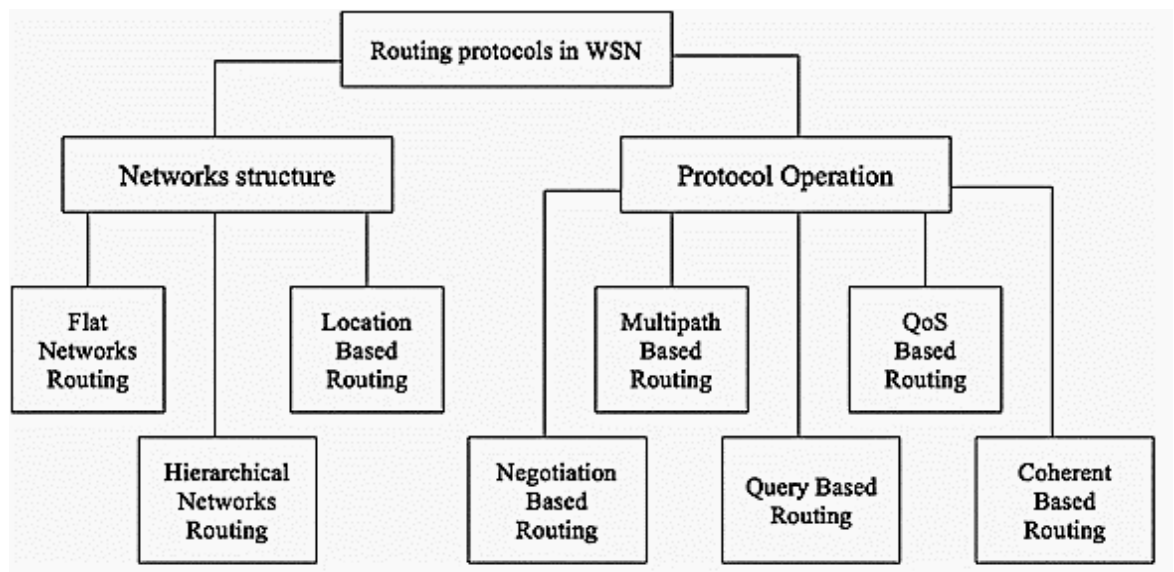 Routing protocols in WSN
Networks structure
Protocol Operation
Flat
Networks
Routing
Location
Based
Routing
Multipath
Based
Routing
QoS
Based
Routing
Hierarchical
Networks
Routing
Negotiation
Based
Routing
Query Based
Routing
Coherent
Based
Routing